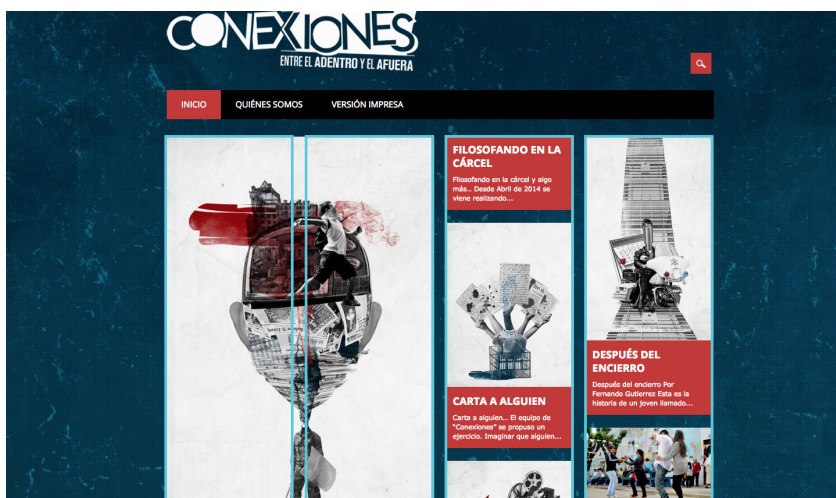 CONEXIONES
ENTRE EL ADENTRO Y EL AFUERA
INICIO
QUIÉNES SOMOS
VERSIÓN IMPRESA
FILOSOFANDO EN LA
CÁRCEL
Filosofando en la cárcel y algo
más... Desde Abril de 2014 se
viene realizando...
CARTA A ALGUIEN
Carta a alguien... El equipo de
"Conexiones" se propuso un
ejercicio. Imaginar que alguien...
DESPUÉS DEL
ENCIERRO
Después del encierro Por
Fernando Gutierrez Esta es la
historia de un joven llamado...